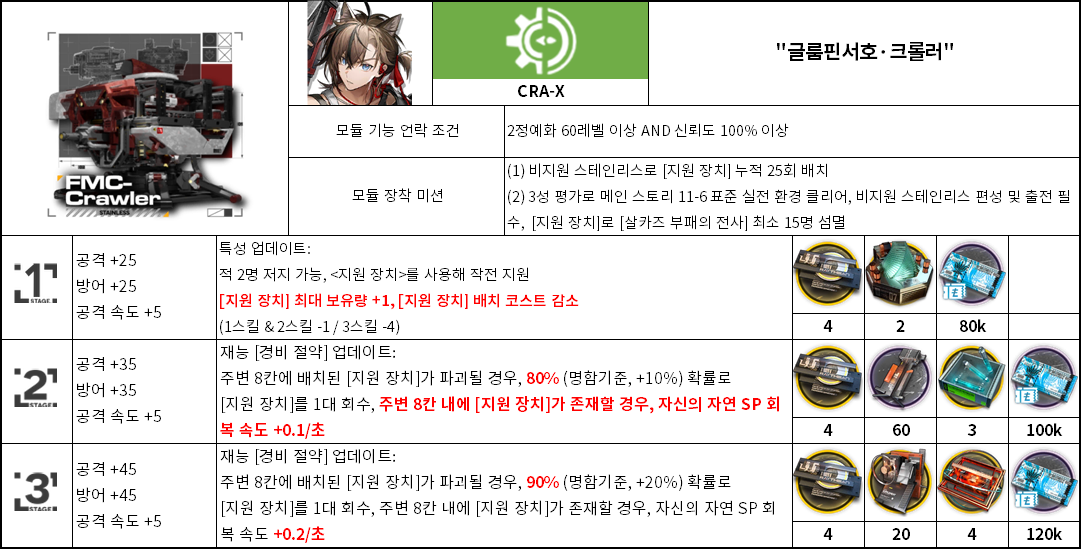 FMC-
Crawler
STAINLESS
CRA-X
"글룸핀서호·크롤러"
모듈 기능 언락 조건
2정예화 60레벨 이상 AND 신뢰도 100% 이상
모듈 장착 미션
(1) 비지원 스테인리스로 [지원 장치] 누적 25회 배치
(2) 3성 평가로 메인 스토리 11-6 표준 실전 환경 클리어, 비지원 스테인리스 편성 및 출전 필
수, [지원 장치]로 [살카즈 부패의 전사] 최소 15명 섬멸
1
STAGE
공격 +25
방어 +25
공격 속도 +5
특성 업데이트:
적 2명 저지 가능, <지원 장치>를 사용해 작전 지원
[지원 장치] 최대 보유량 +1, [지원 장치] 배치 코스트 감소
(1스킬 & 2스킬 -1 / 3스킬 -4)
4
2
80k
2
STAGE
공격 +35
방어 +35
공격 속도 +5
재능 [경비 절약] 업데이트:
주변 8칸에 배치된 [지원 장치]가 파괴될 경우, 80% (명함기준, +10%) 확률로
[지원 장치]를 1대 회수, 주변 8칸 내에 [지원 장치]가 존재할 경우, 자신의 자연 SP 회
복 속도 +0.1/초
4
60
3
100k
3
STAGE
공격 +45
방어 +45
공격 속도 +5
재능 [경비 절약] 업데이트:
주변 8칸에 배치된 [지원 장치]가 파괴될 경우, 90% (명함기준, +20%) 확률로
[지원 장치]를 1대 회수, 주변 8칸 내에 [지원 장치]가 존재할 경우, 자신의 자연 SP 회
복 속도 +0.2/초
4
20
4
120k